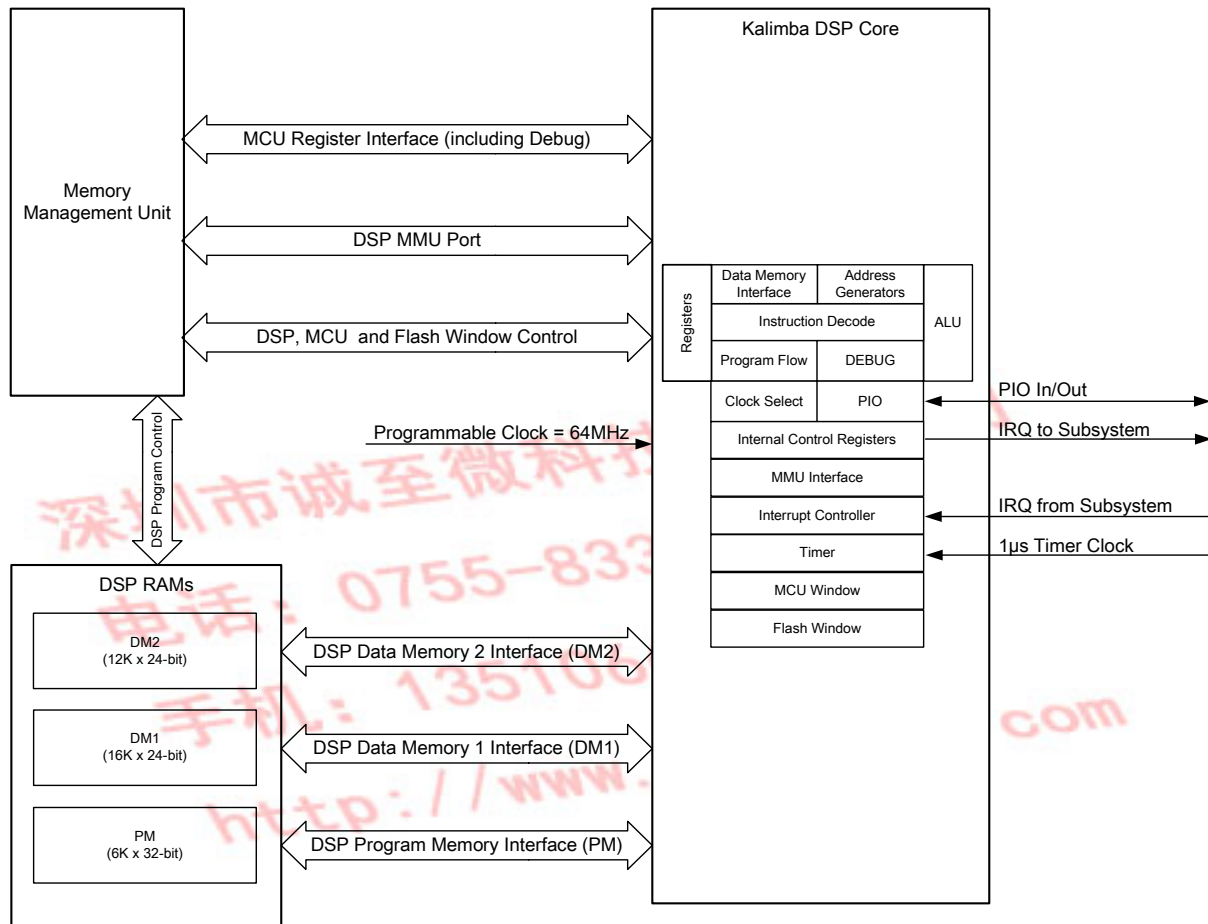 Kalimba DSP Core
MCU Register Interface (including Debug)
Memory
Management Unit
DSP MMU Port
DSP, MCU and Flash Window Control
Registers
Data Memory
Interface
Address
Generators
Instruction Decode
ALU
Program Flow
DEBUG
Clock Select
PIO
PIO In/Out
Programmable Clock = 64MHz
Internal Control Registers
IRQ to Subsystem
MMU Interface
DSP Program Control
Interrupt Controller
IRQ from Subsystem
Timer
1µs Timer Clock
MCU Window
Flash Window
DSP RAMs
DM2
(12K x 24-bit)
DSP Data Memory 2 Interface (DM2)
DM1
(16K x 24-bit)
DSP Data Memory 1 Interface (DM1)
PM
(6K x 32-bit)
DSP Program Memory Interface (PM)
深圳市诚至微科技
电话：0755-833
手机：135106
com
http://www.